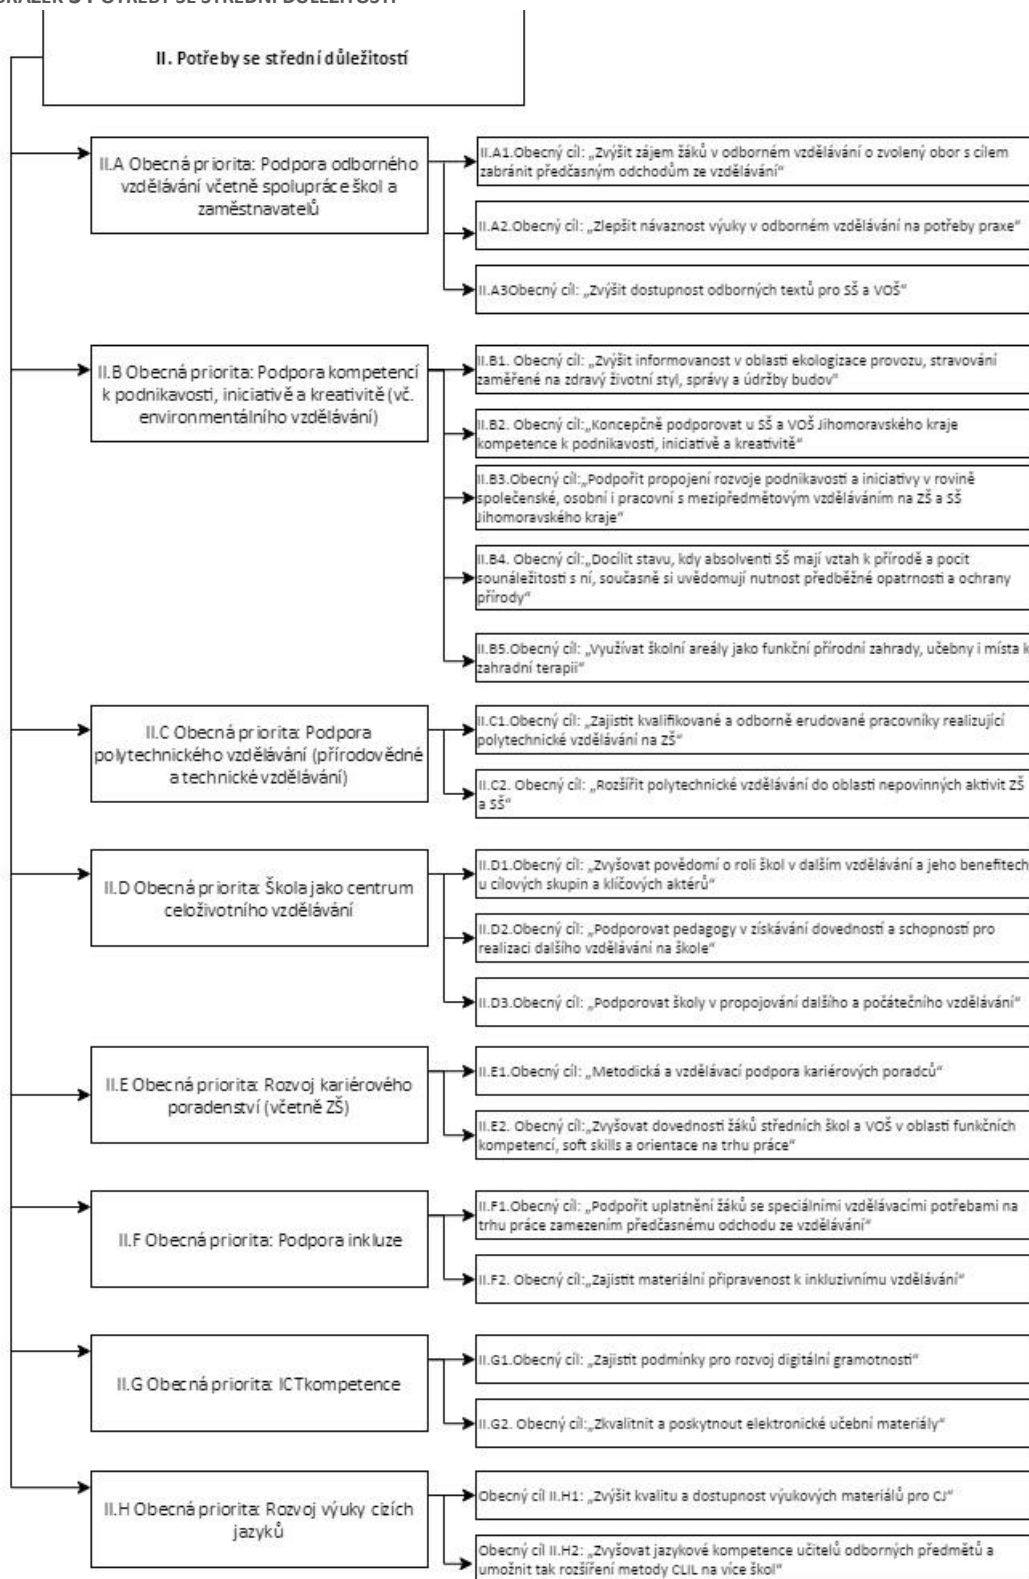 OBRÁZEK 3 POTŘEBY SE STŘEDNÍ DŮLEŽITOSTÍ
II. Potřeby se střední důležitostí
II.A Obecná priorita: Podpora odborného
vzdělávání včetně spolupráce škol a
zaměstnavatelů
II.A1.Obecný cíl: „Zvýšit zájem žáků v odborném vzdělávání o zvolený obor s cílem
zabránit předčasným odchodům ze vzdělávání“
II.A2.Obecný cíl: „Zlepšit návaznost výuky v odborném vzdělávání na potřeby praxe“
II.A3Obecný cíl: „Zvýšit dostupnost odborných textů pro SŠ a VOŠ“
II.B Obecná priorita: Podpora kompetencí
k podnikavosti, iniciativě a kreativitě (vč.
environmentálního vzdělávání)
II.B1. Obecný cíl: „Zvýšit informovanost v oblasti ekologizace provozu, stravování
zaměřené na zdravý životní styl, správy a údržby budov“
II.B2. Obecný cíl:„Koncepčně podporovat u SŠ a VOŠ Jihomoravského kraje
kompetence k podnikavosti, iniciativě a kreativitě“
II.B3.Obecný cíl:„Podpořit propojení rozvoje podnikavosti a iniciativy v rovině
společenské, osobní i pracovní s mezipředmětovým vzděláváním na ZŠ a SŠ
Jihomoravského kraje“
II.B4. Obecný cíl:„Docílit stavu, kdy absolventi SŠ mají vztah k přírodě a pocit
sounáležitosti s ní, současně si uvědomují nutnost předběžné opatrnosti a ochrany
přírody“
II.B5.Obecný cíl: „Využívat školní areály jako funkční přírodní zahrady, učebny i místa k
zahradní terapii“
II.C Obecná priorita: Podpora
polytechnického vzdělávání (přírodovědné
a technické vzdělávání)
II.C1.Obecný cíl: „Zajistit kvalifikované a odborně erudované pracovníky realizující
polytechnické vzdělávání na ZŠ“
II.C2. Obecný cíl: „Rozšířit polytechnické vzdělávání do oblasti nepovinných aktivit ZŠ
a SŠ“
II.D Obecná priorita: Škola jako centrum
celoživotního vzdělávání
II.D1.Obecný cíl: „Zvyšovat povědomí o roli škol v dalším vzdělávání a jeho benefitech
u cílových skupin a klíčových aktérů“
II.D2.Obecný cíl: „Podporovat pedagogy v získávání dovedností a schopností pro
realizaci dalšího vzdělávání na škole“
II.D3.Obecný cíl: „Podporovat školy v propojování dalšího a počátečního vzdělávání“
II.E Obecná priorita: Rozvoj kariérového
poradenství (včetně ZŠ)
II.E1.Obecný cíl: „Metodická a vzdělávací podpora kariérových poradců“
II.E2. Obecný cíl:„Zvyšovat dovednosti žáků středních škol a VOŠ v oblasti funkčních
kompetencí, soft skills a orientace na trhu práce“
II.F Obecná priorita: Podpora inkluze
II.F1.Obecný cíl: „Podpořit uplatnění žáků se speciálními vzdělávacími potřebami na
trhu práce zamezením předčasnému odchodu ze vzdělávání“
II.F2. Obecný cíl:„Zajistit materiální připravenost k inkluzivnímu vzdělávání“
II.G Obecná priorita: ICTkompetence
II.G1.Obecný cíl: „Zajistit podmínky pro rozvoj digitální gramotnosti“
II.G2. Obecný cíl:„Zkvalitnit a poskytnout elektronické učební materiály“
II.H Obecná priorita: Rozvoj výuky cizích
jazyků
Obecný cíl II.H1: „Zvýšit kvalitu a dostupnost výukových materiálů pro CJ“
Obecný cíl II.H2: „Zvyšovat jazykové kompetence učitelů odborných předmětů a
umožnit tak rozšíření metody CLIL na více škol“